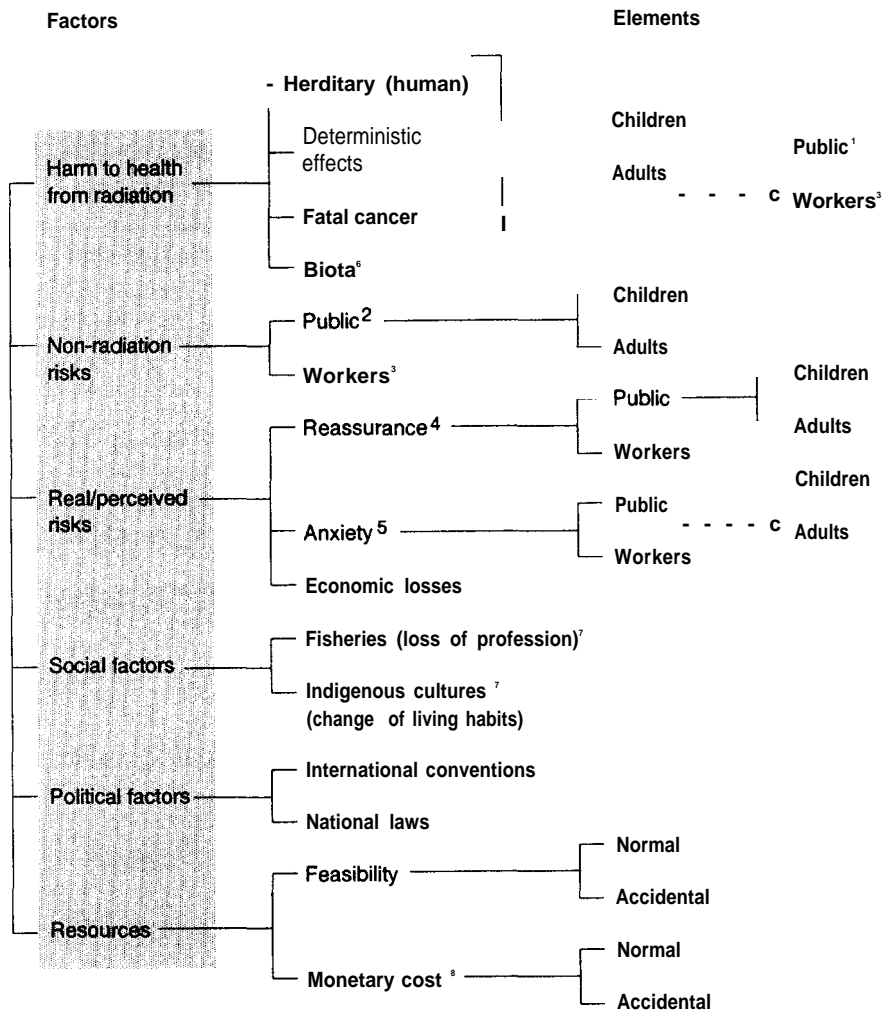 Factors
Elements
- Herditary (human)
Deterministic
effects
Fatal cancer
Biota⁶
Harm to health
from radiation
Children
Adults
Public¹
- - - c Workers³
Non-radiation
risks
Public²
Workers³
Children
Adults
Real/perceived
risks
Reassurance⁴
Public
Workers
Children
Adults
Anxiety⁵
Public
Workers
Children
- - - - c Adults
Economic losses
Social factors
Fisheries (loss of profession)⁷
Indigenous cultures ⁷
(change of living habits)
Political factors
International conventions
National laws
Resources
Feasibility
Normal
Accidental
Monetary cost ⁸
Normal
Accidental